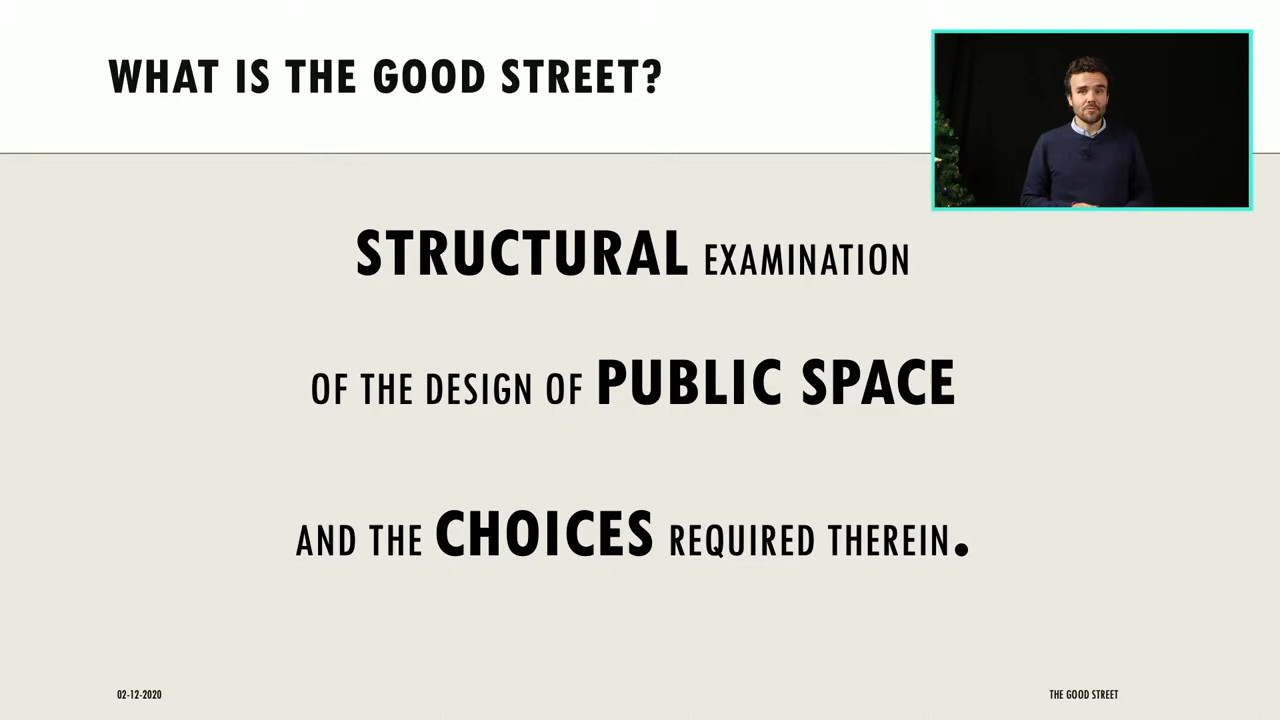 WHAT IS THE GOOD STREET?
STRUCTURAL EXAMINATION
OF THE DESIGN OF PUBLIC SPACE
AND THE CHOICES REQUIRED THEREIN.
02-12-2020
THE GOOD STREET